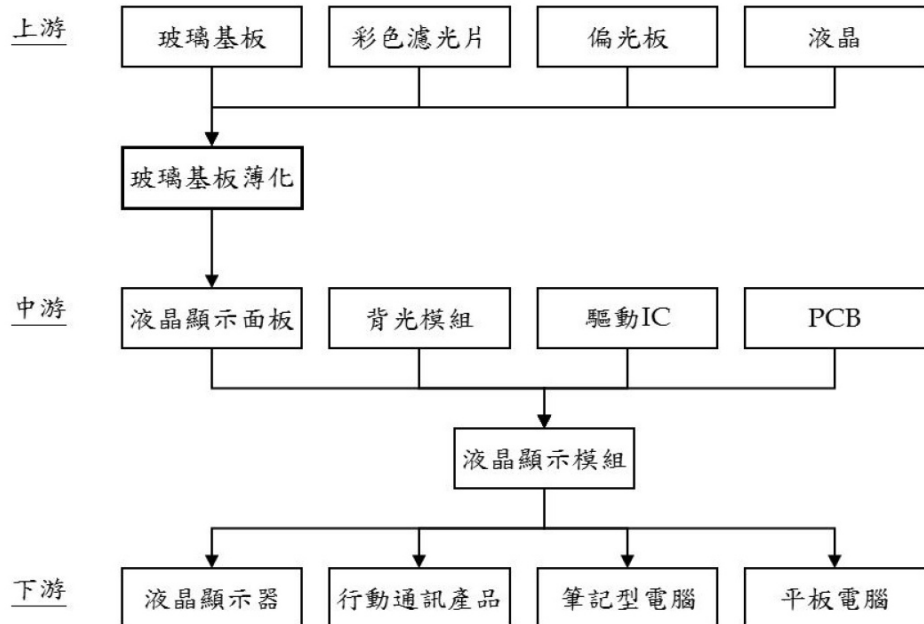 上游
玻璃基板
彩色濾光片
偏光板
液晶
玻璃基板薄化
中游
液晶顯示面板
背光模組
驅動IC
PCB
液晶顯示模組
下游
液晶顯示器
行動通訊產品
筆記型電腦
平板電腦